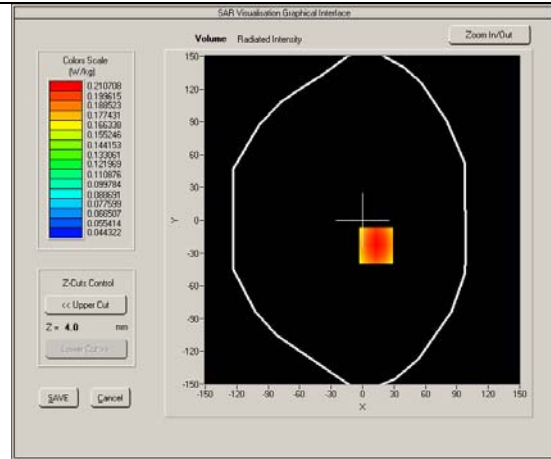 SAR Visualisation Graphical Interface
Volume Radiated Intensity
Zoom In/Out
Colors Scale
(W/kg)
0.210708
0.199615
0.188523
0.177431
0.166338
0.155246
0.144153
0.133061
0.121969
0.110876
0.099784
0.088691
0.077599
0.066507
0.055414
0.044322
Z-Cuts Control
<< Upper Cut
Z = 4.0 mm
SAVE
Cancel
Y
150-
120-
90-
60-
30-
0-
-30-
-60-
-90-
-120-
-150-
-150 -120 -90 -60 -30 0 30 60 90 120 150
X